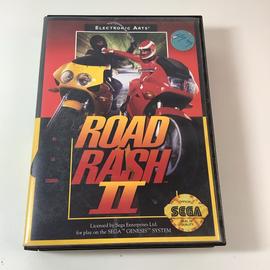 ELECTRONIC ARTS®
ROAD
RASH
II
Licensed by Sega Enterprises Ltd.
for play on the SEGA™ GENESIS™ SYSTEM
SEGA